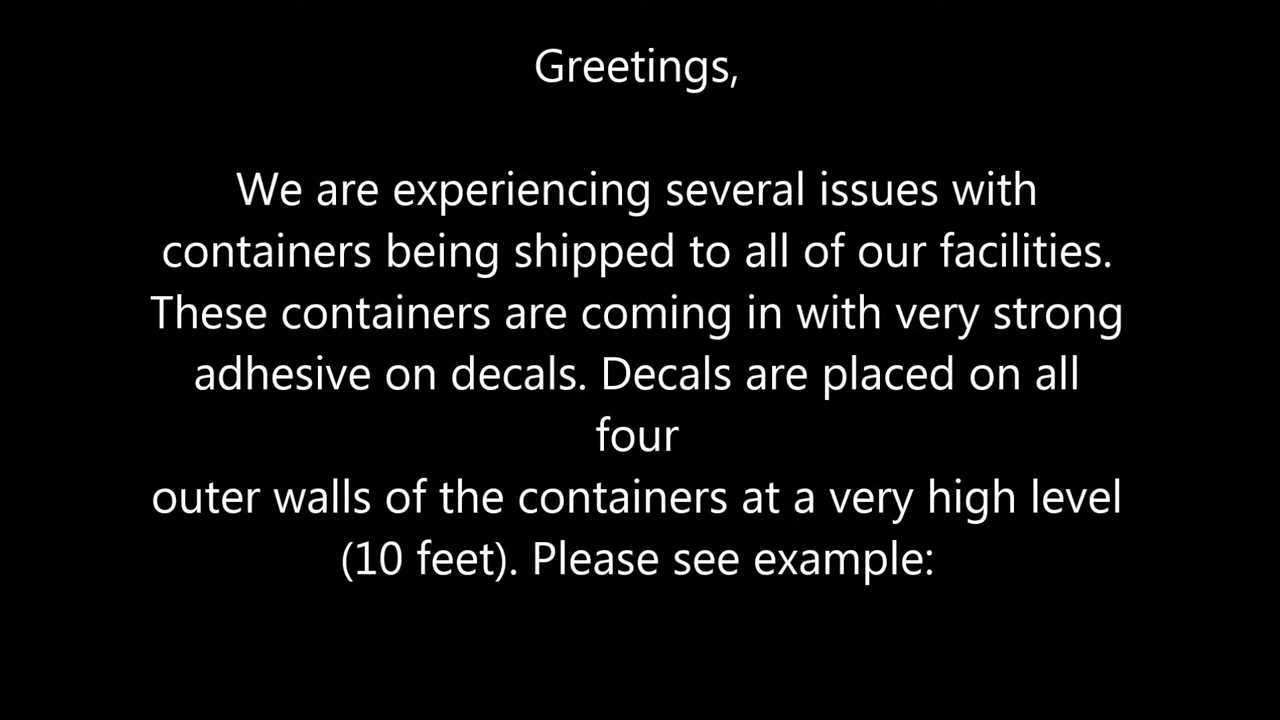 Greetings,
We are experiencing several issues with
containers being shipped to all of our facilities.
These containers are coming in with very strong
adhesive on decals. Decals are placed on all
four
outer walls of the containers at a very high level
(10 feet). Please see example: